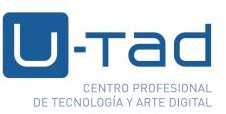 U-tad
CENTRO PROFESIONAL
DE TECNOLOGÍA Y ARTE DIGITAL